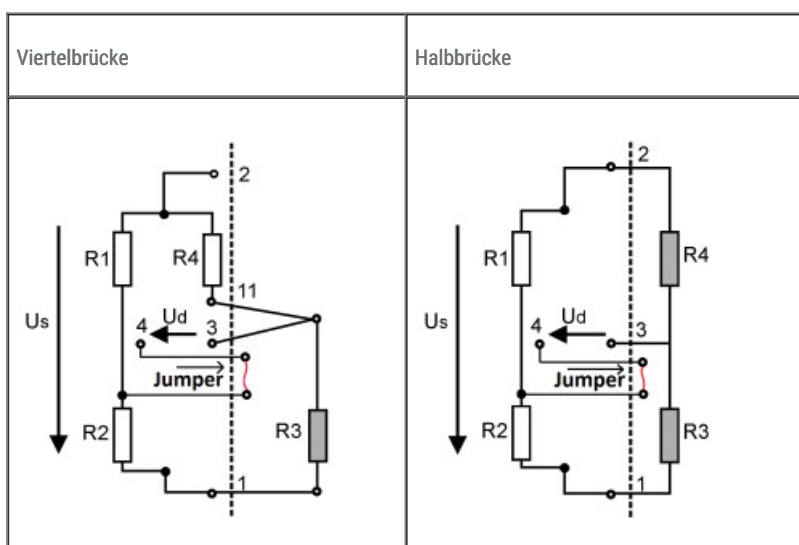 Viertelbrücke
Halbbrücke
2
R1
R4
11
Us
4
Ud
3
Jumper
R2
R3
1
2
R1
R4
Us
4
Ud
3
Jumper
R2
R3
1